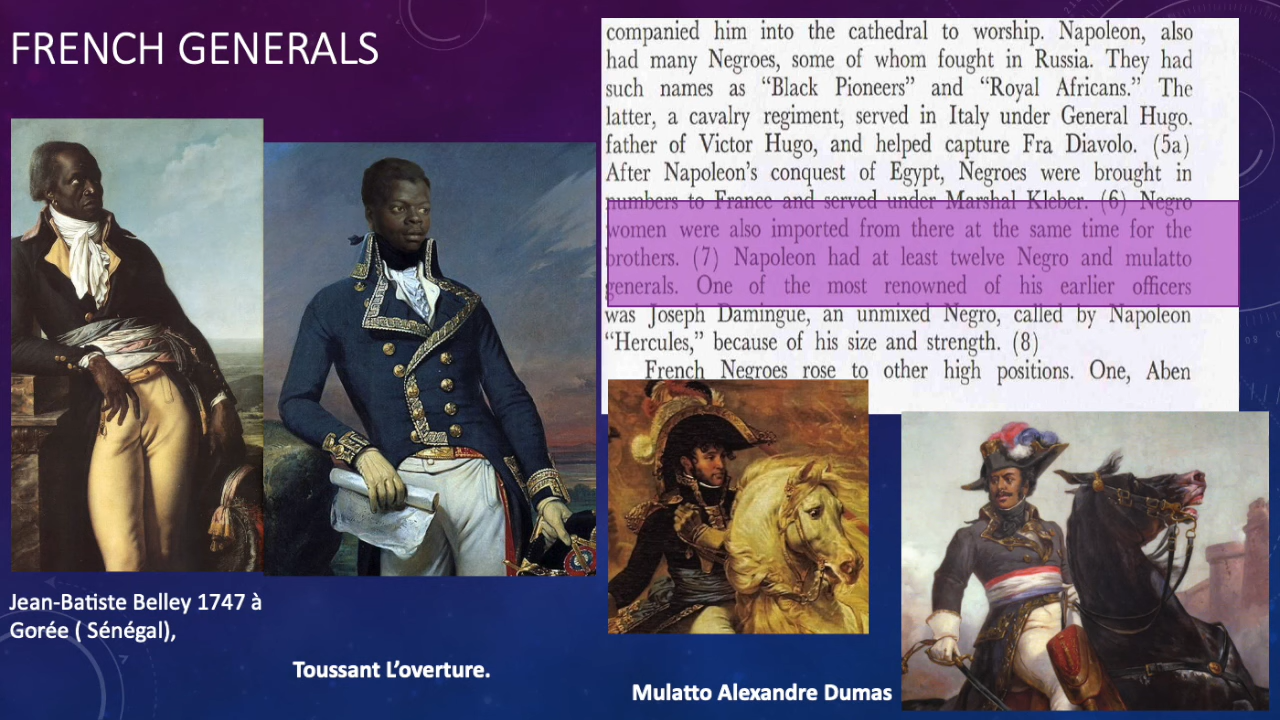 FRENCH GENERALS
companied him into the cathedral to worship. Napoleon, also
had many Negroes, some of whom fought in Russia. They had
such names as “Black Pioneers” and “Royal Africans.” The
latter, a cavalry regiment, served in Italy under General Hugo.
father of Victor Hugo, and helped capture Fra Diavolo. (5a)
After Napoleon’s conquest of Egypt, Negroes were brought in
numbers to France and served under Marshal Kleber. (6) Negro
women were also imported from there at the same time for the
brothers. (7) Napoleon had at least twelve Negro and mulatto
generals. One of the most renowned of his earlier officers
was Joseph Damingue, an unmixed Negro, called by Napoleon
“Hercules,” because of his size and strength. (8)
French Negroes rose to other high positions. One, Aben
Jean-Batiste Belley 1747 à
Gorée ( Sénégal),
Toussant L’overture.
Mulatto Alexandre Dumas